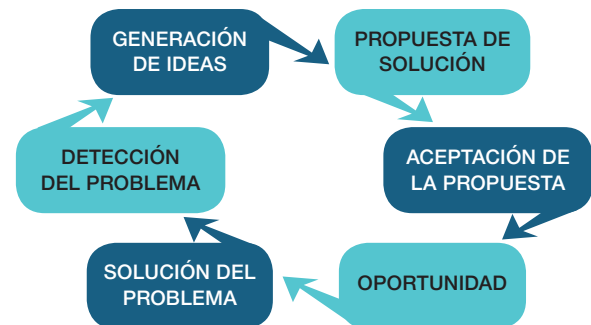 GENERACIÓN
DE IDEAS
PROPUESTA DE
SOLUCIÓN
ACEPTACIÓN DE
LA PROPUESTA
OPORTUNIDAD
SOLUCIÓN DEL
PROBLEMA
DETECCIÓN
DEL PROBLEMA